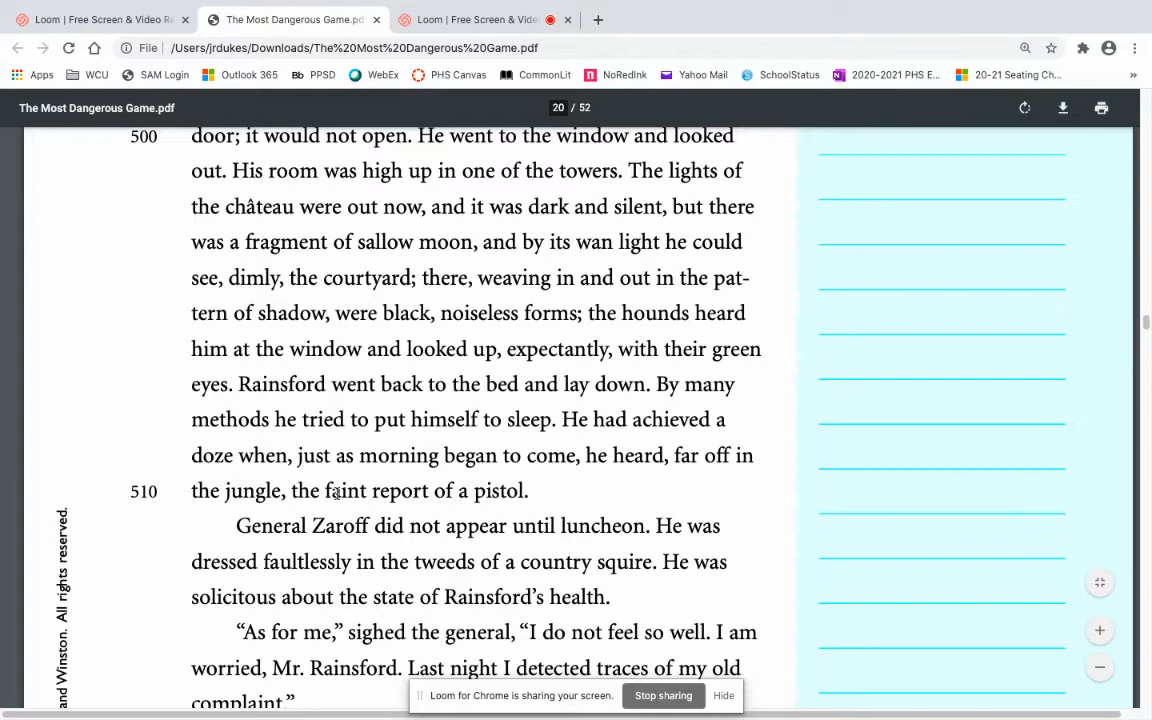 Loom | Free Screen & Video Re
The Most Dangerous Game.pdf
Loom | Free Screen & Vide
File /Users/jrdukes/Downloads/The%20Most%20Dangerous%20Game.pdf
Apps WCU SAM Login Outlook 365 Bb PPSD WebEx PHS Canvas CommonLit NoRedInk Yahoo Mail SchoolStatus 2020-2021 PHS E... 20-21 Seating Ch... »
The Most Dangerous Game.pdf 20 / 52
500 door; it would not open. He went to the window and looked
out. His room was high up in one of the towers. The lights of
the château were out now, and it was dark and silent, but there
was a fragment of sallow moon, and by its wan light he could
see, dimly, the courtyard; there, weaving in and out in the pat-
tern of shadow, were black, noiseless forms; the hounds heard
him at the window and looked up, expectantly, with their green
eyes. Rainsford went back to the bed and lay down. By many
methods he tried to put himself to sleep. He had achieved a
doze when, just as morning began to come, he heard, far off in
510 the jungle, the faint report of a pistol.
General Zaroff did not appear until luncheon. He was
dressed faultlessly in the tweeds of a country squire. He was
solicitous about the state of Rainsford’s health.
“As for me,” sighed the general, “I do not feel so well. I am
worried, Mr. Rainsford. Last night I detected traces of my old
complaint.”
and Winston. All rights reserved.
Loom for Chrome is sharing your screen. Stop sharing Hide